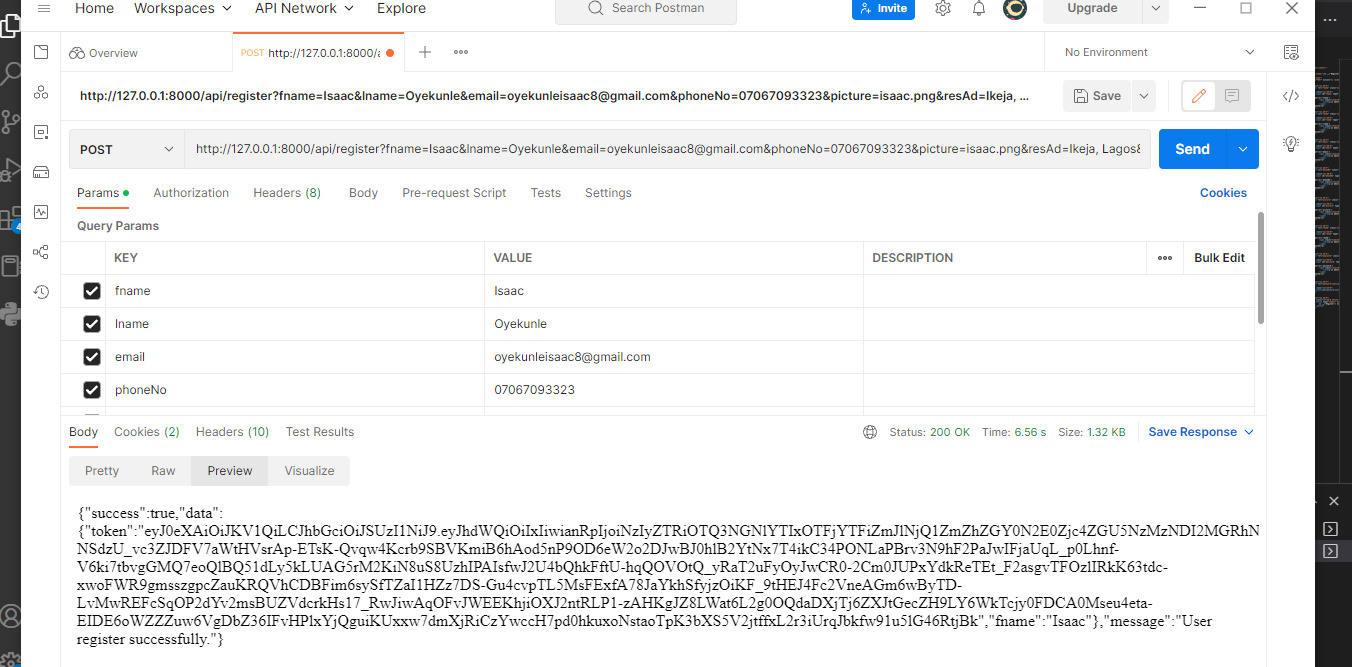 Home Workspaces API Network Explore Search Postman Invite Upgrade
Overview POST http://127.0.0.1:8000/a No Environment
http://127.0.0.1:8000/api/register?fname=Isaac&lname=Oyekunle&email=oyekunleisaac8@gmail.com&phoneNo=07067093323&picture=isaac.png&resAd=Ikeja, ... Save
POST http://127.0.0.1:8000/api/register?fname=Isaac&lname=Oyekunle&email=oyekunleisaac8@gmail.com&phoneNo=07067093323&picture=isaac.png&resAd=Ikeja, Lagos& Send
Params Authorization Headers (8) Body Pre-request Script Tests Settings Cookies
Query Params
KEY VALUE DESCRIPTION Bulk Edit
fname Isaac
lname Oyekunle
email oyekunleisaac8@gmail.com
phoneNo 07067093323
Body Cookies (2) Headers (10) Test Results Status: 200 OK Time: 6.56 s Size: 1.32 KB Save Response
Pretty Raw Preview Visualize
{"success":true,"data":
{"token":"eyJ0eXAiOiJKV1QiLCJhbGciOiJSUzI1NiJ9.eyJhdWQiOiIxIiwianRpIjoiNzIyZTRiOTQ3NGNlYTIxOTFjYTFiZmJlNjQ1ZmZhZGY0N2E0Zjc4ZGU5NzMzNDI2MGRhN
NSdzU_vc3ZJDFV7aWtHVsrAp-ETsK-Qvqw4Kcrb9SBVKmiB6hAod5nP9OD6eW2o2DJwBJ0hlB2YtNx7T4ikC34PONLaPBrv3N9hF2PaJwIFjaUqL_p0Lhnf-
V6ki7tbvgGMQ7eoQlBQ51dLy5kLUAG5rM2KiN8uS8UzhIPAIsfwJ2U4bQhkFftU-hqQOVOtQ_yRaT2uFyOyJwCR0-2Cm0JUPxYdkReTEt_F2asgvTFOzlIRkK63tdc-
xwoFWR9gmsszgpcZauKRQVhCDBFim6sySfTZaI1HZz7DS-Gu4cvpTL5MsFExfA78JaYkhSfyjzOiKF_9tHEJ4Fc2VneAGm6wByTD-
LvMwREFcSqOP2dYv2msBUZVdcrkHs17_RwJiwAqOFvJWEEKhjiOXJ2ntRLP1-zAHKgJZ8LWat6L2g0OQdaDXjTj6ZXJtGecZH9LY6WkTcjy0FDCA0Mseu4eta-
EIDE6oWZZZuw6VgDbZ36IFvHPlxYjQguiKUxxw7dmXjRiCzYwccH7pd0hkuxoNstaoTpK3bXS5V2jtffxL2r3iUrqJbkfw91u5lG46RtjBk","fname":"Isaac"},"message":"User
register successfully."}